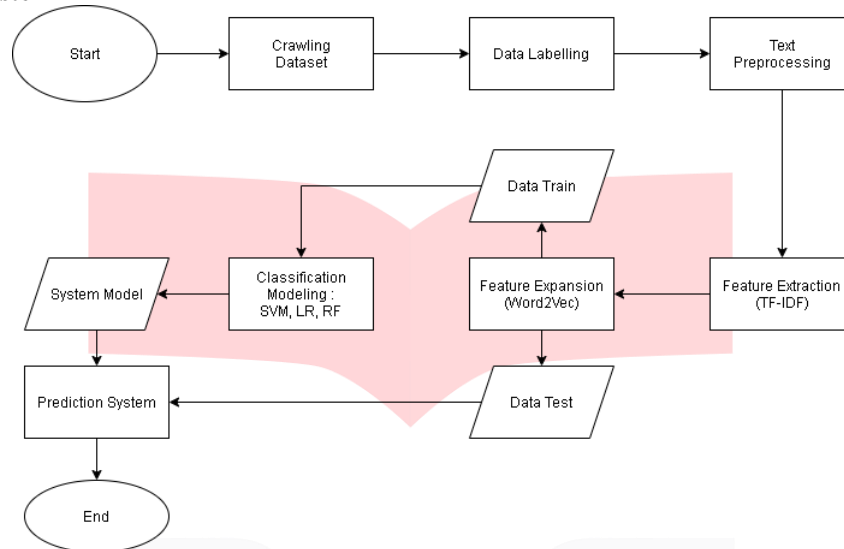 Start
Crawling
Dataset
Data Labelling
Text
Preprocessing
Data Train
System Model
Classification
Modeling :
SVM, LR, RF
Feature Expansion
(Word2Vec)
Feature Extraction
(TF-IDF)
Prediction System
Data Test
End